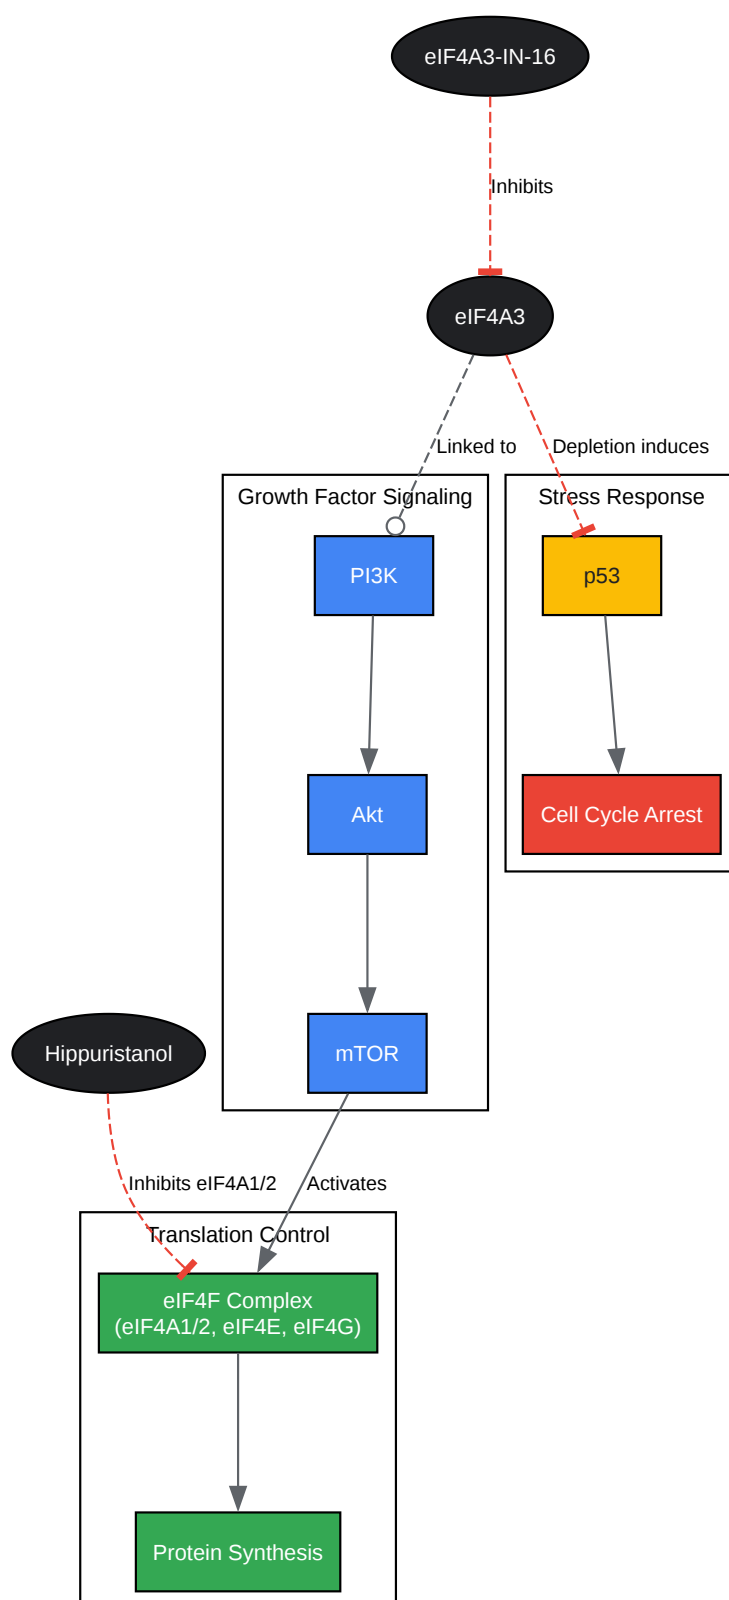 eIF4A3-IN-16
Inhibits
eIF4A3
Linked to
Depletion induces
Growth Factor Signaling
Stress Response
PI3K
p53
Akt
Cell Cycle Arrest
Hippuristanol
mTOR
Inhibits eIF4A1/2
Activates
Translation Control
eIF4F Complex
(eIF4A1/2, eIF4E, eIF4G)
Protein Synthesis